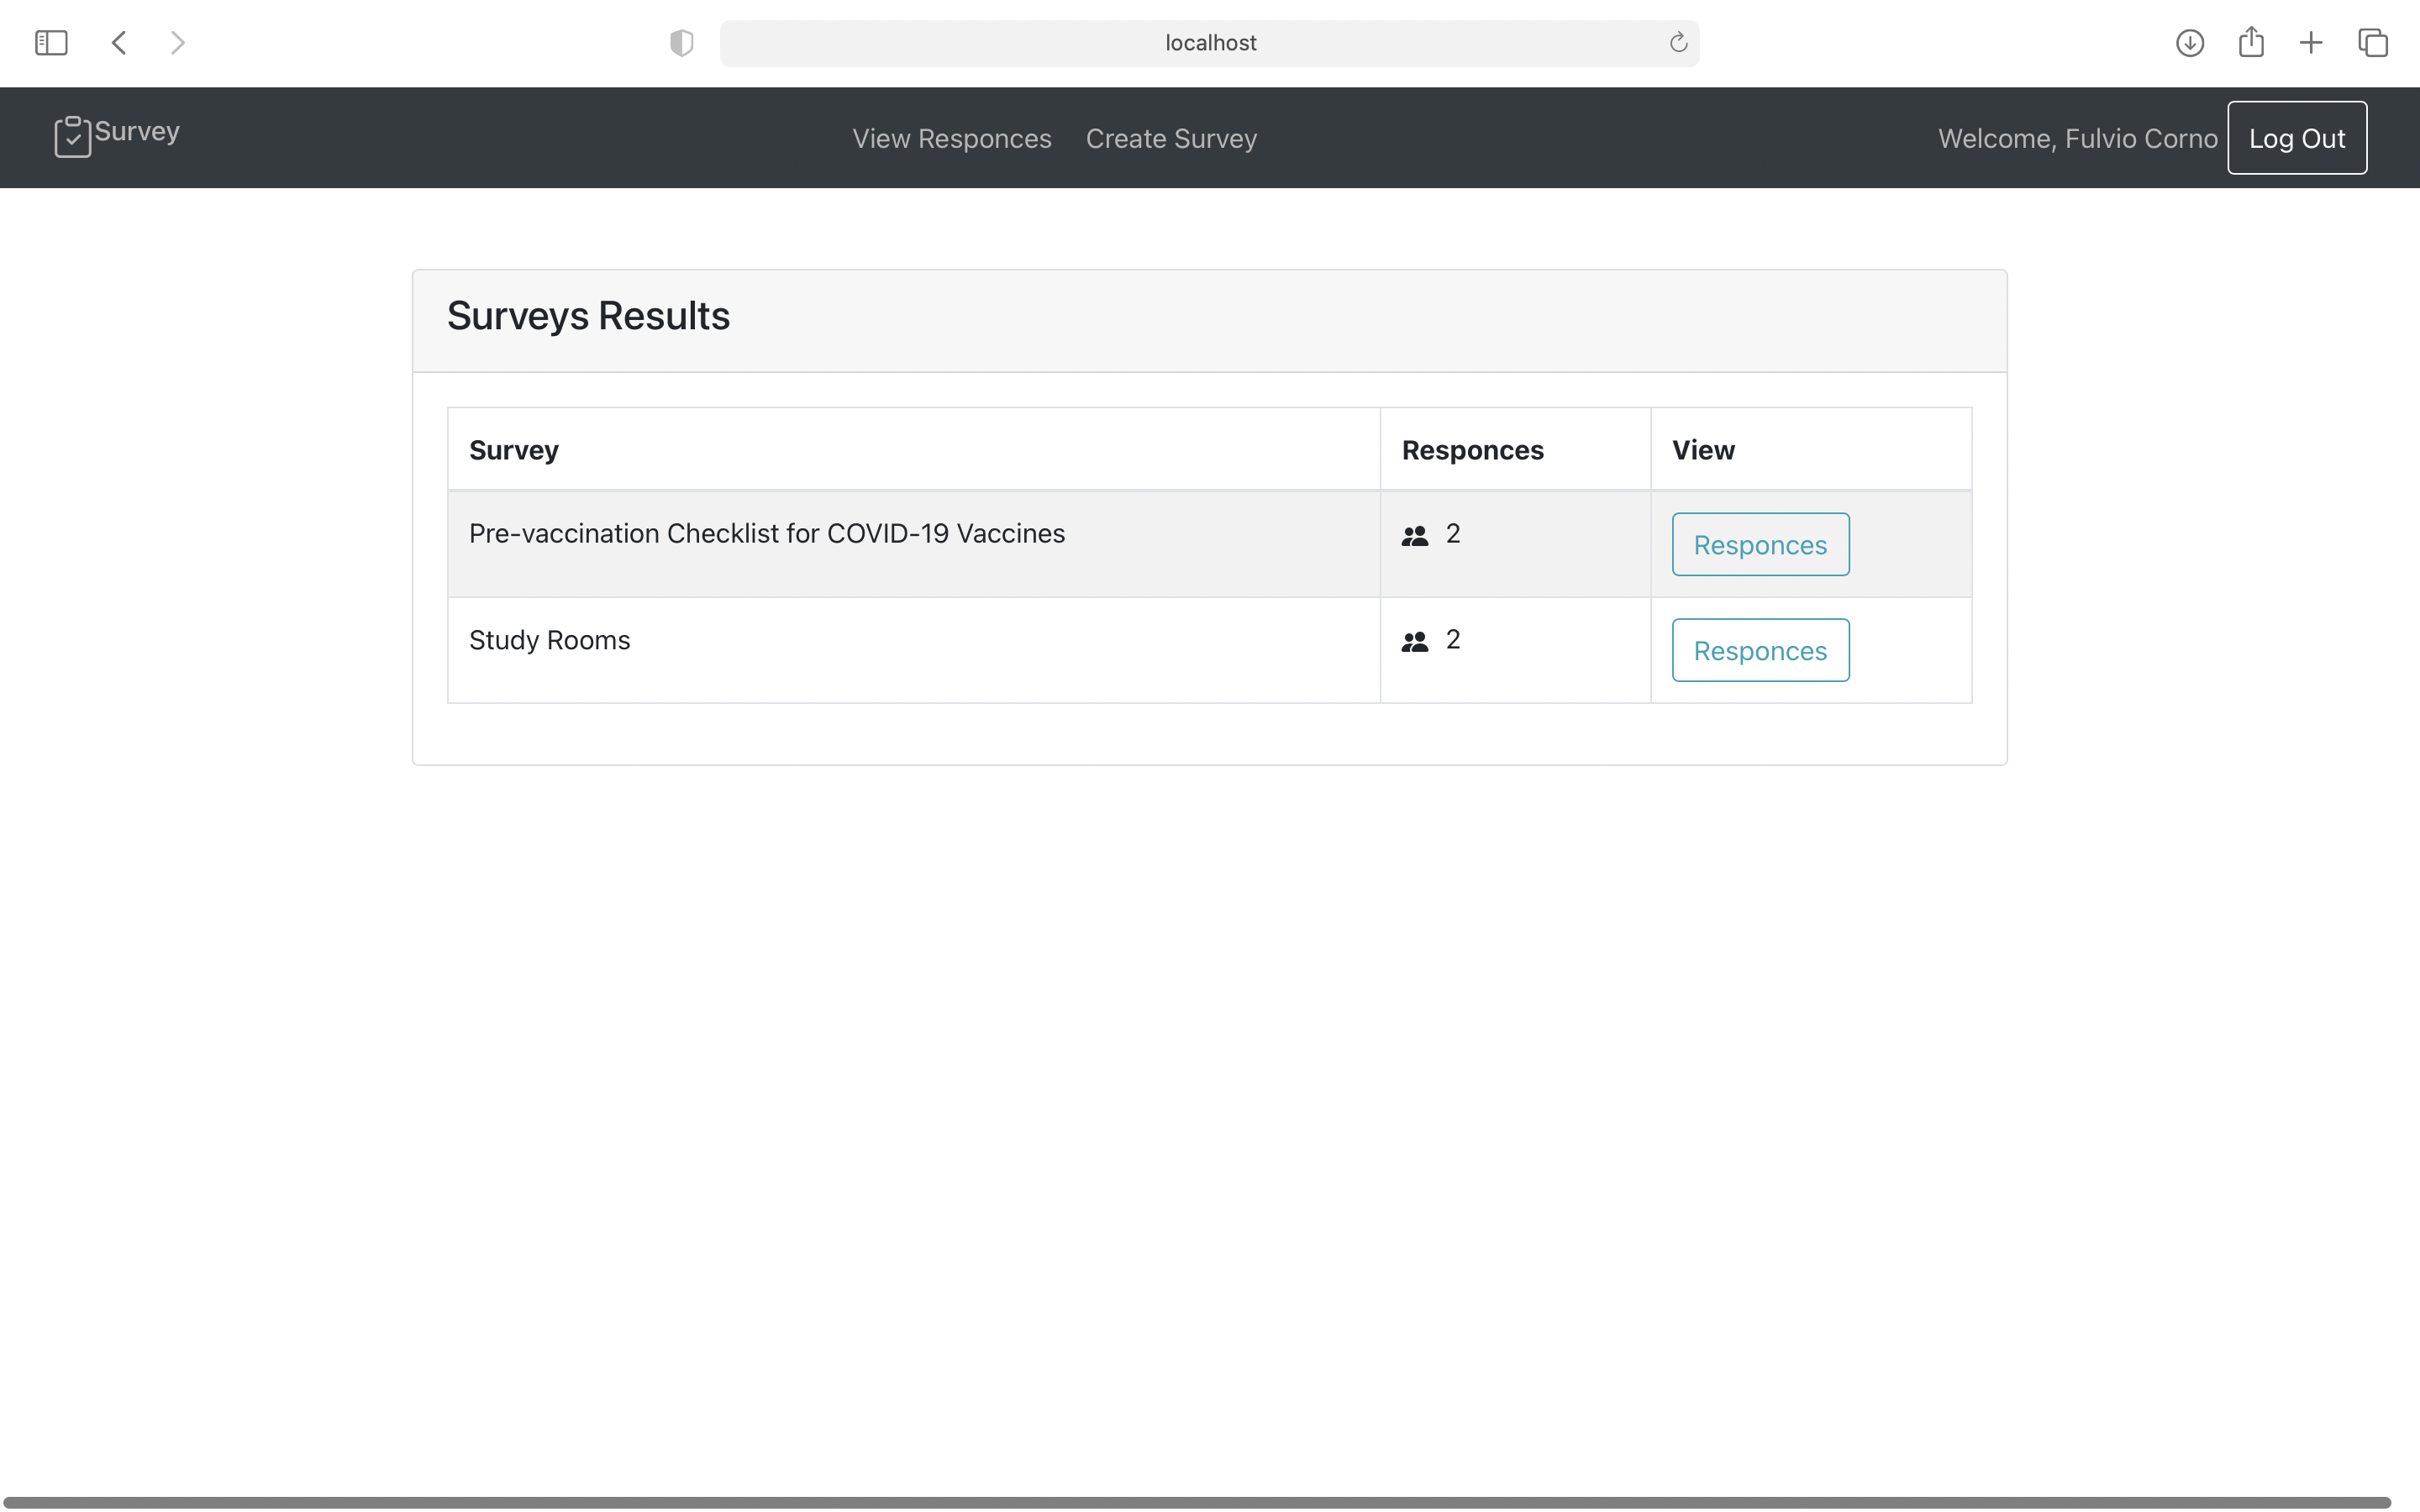 localhost
Survey
View Responces Create Survey
Welcome, Fulvio Corno Log Out
Surveys Results
Survey Responces View
Pre-vaccination Checklist for COVID-19 Vaccines 2 Responces
Study Rooms 2 Responces